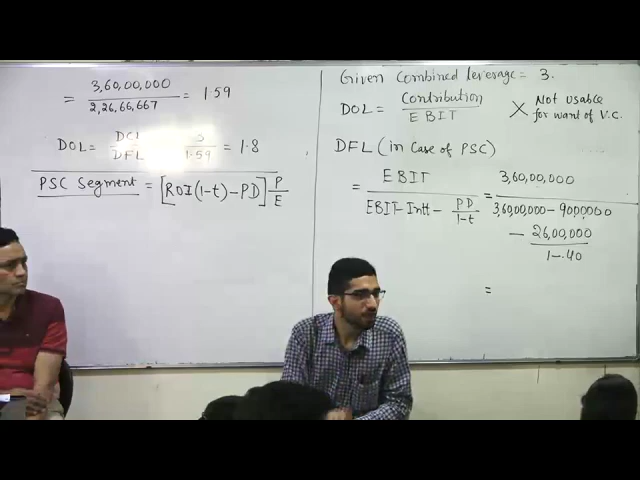 = 3,60,00,000 / 2,26,66,667 = 1.59
DOL = DCL / DFL = 3 / 1.59 = 1.8
PSC Segment = [ROI(1-t)-PD] P/E
Given Combined leverage = 3.
DOL = Contribution / EBIT × Not usable for want of V.C.
DFL (in Case of PSC)
= EBIT / EBIT-Intt - PD/1-t = 3,60,00,000 / 3,60,00,000 - 90,00,000 - 26,00,000 / 1-.40
=